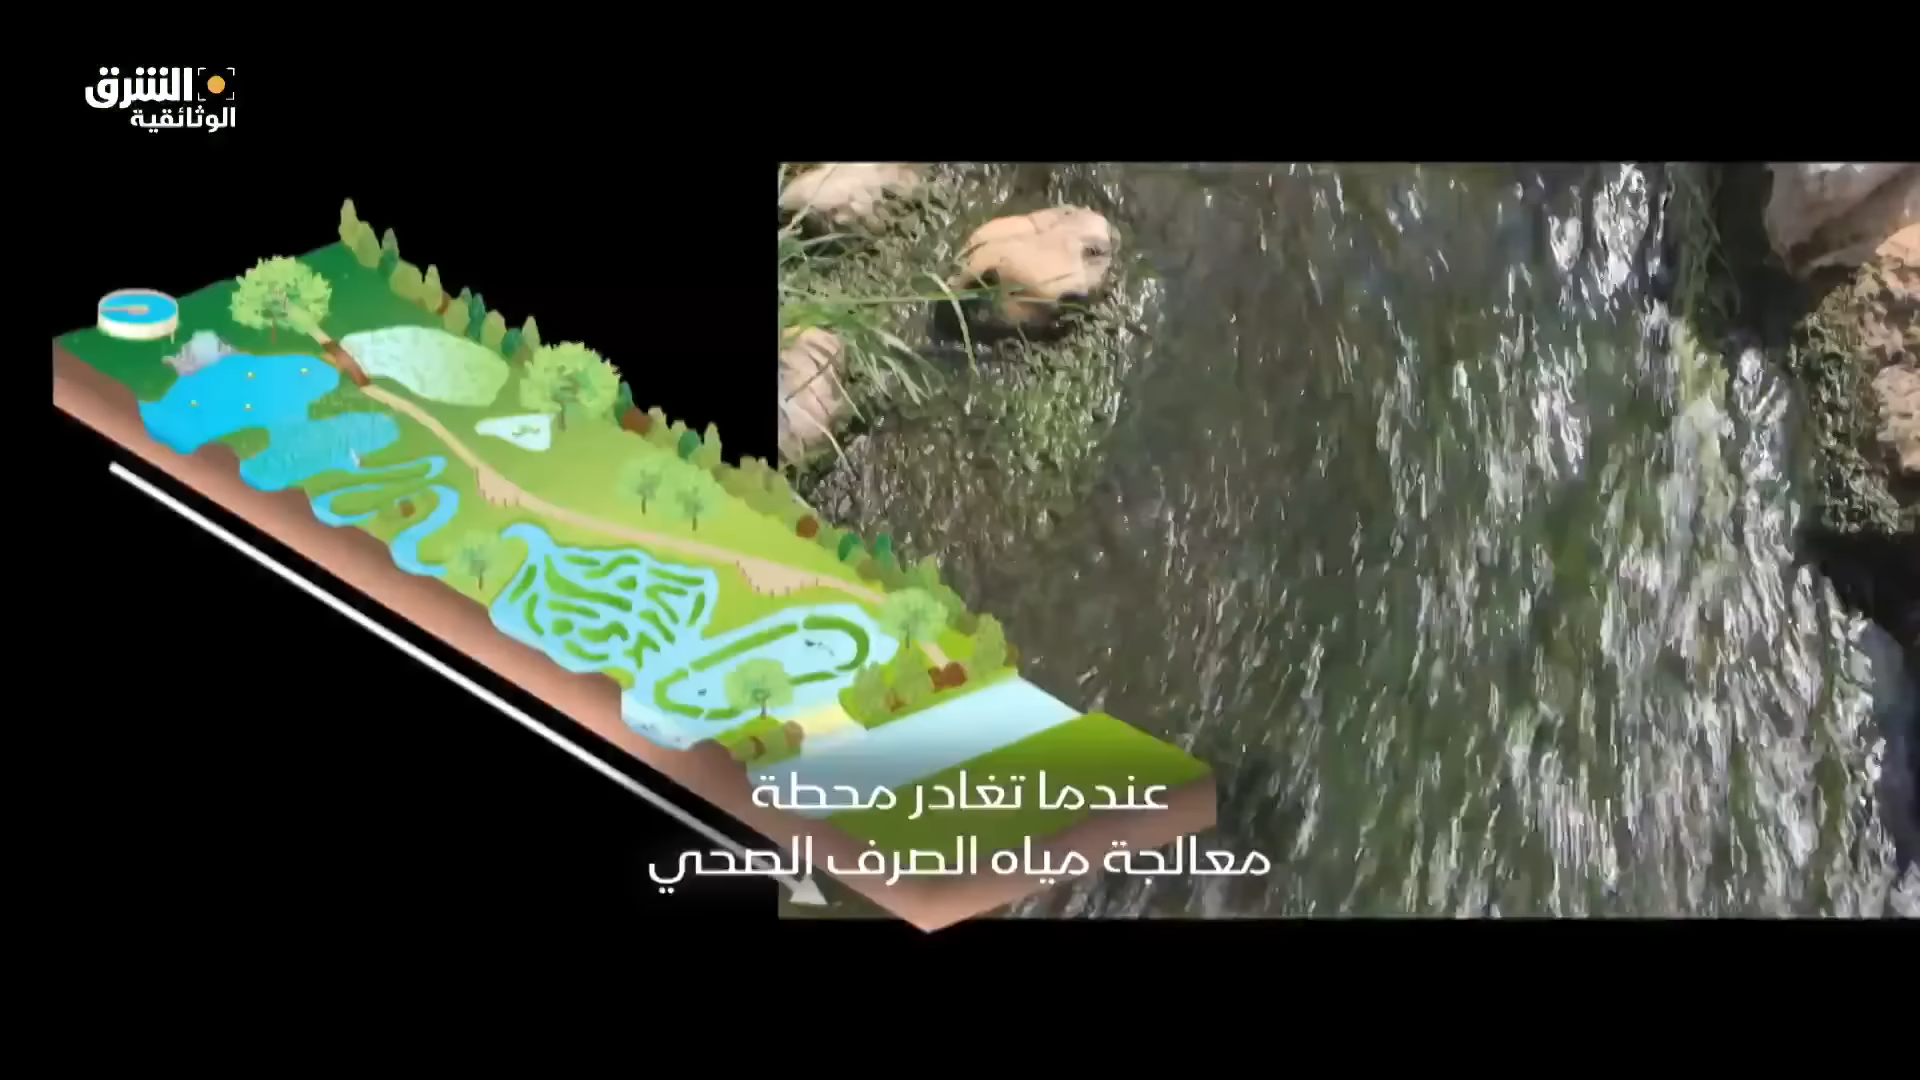 الشرق
الوثائقية
عندما تغادر محطة
معالجة مياه الصرف الصحي